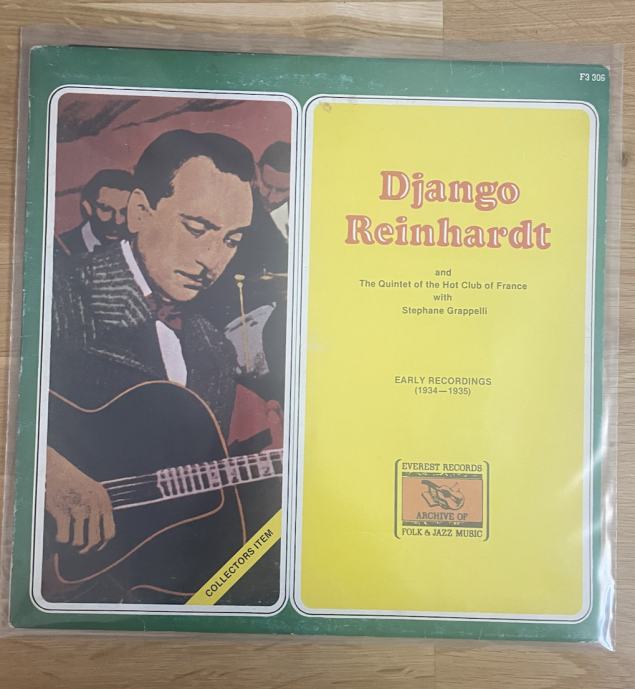 F3 306
Django
Reinhardt
and
The Quintet of the Hot Club of France
with
Stephane Grappelli
EARLY RECORDINGS
(1934—1935)
EVEREST RECORDS
ARCHIVE OF
FOLK & JAZZ MUSIC
COLLECTORS ITEM